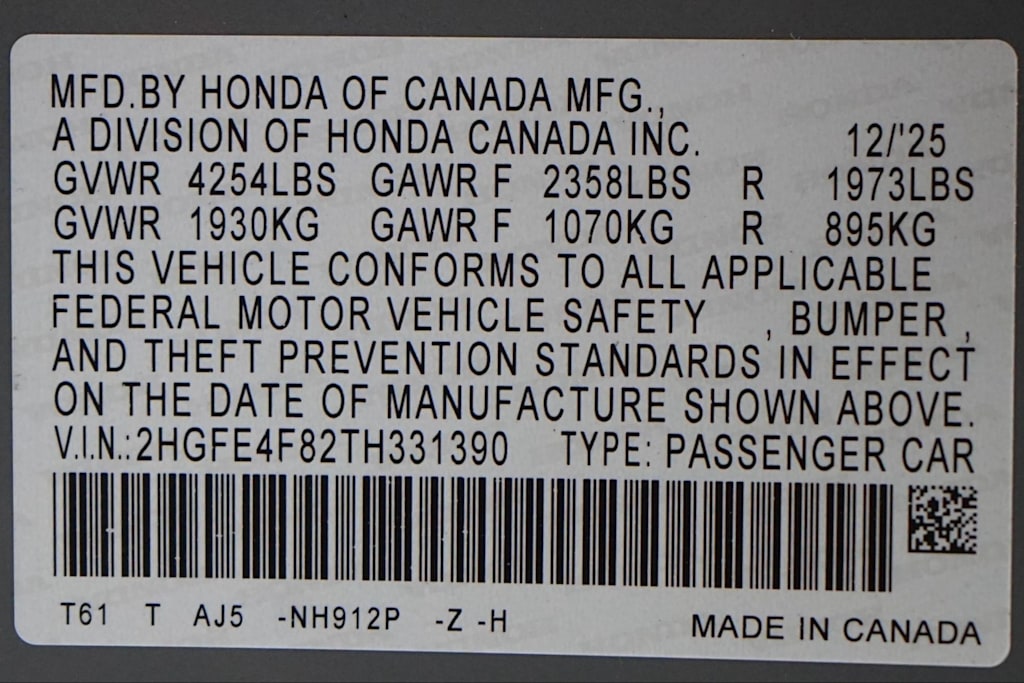 MFD.BY HONDA OF CANADA MFG.,
A DIVISION OF HONDA CANADA INC. 12/'25
GVWR 4254LBS GAWR F 2358LBS R 1973LBS
GVWR 1930KG GAWR F 1070KG R 895KG
THIS VEHICLE CONFORMS TO ALL APPLICABLE
FEDERAL MOTOR VEHICLE SAFETY , BUMPER ,
AND THEFT PREVENTION STANDARDS IN EFFECT
ON THE DATE OF MANUFACTURE SHOWN ABOVE.
V.I.N.:2HGFE4F82TH331390 TYPE: PASSENGER CAR
T61 T AJ5 -NH912P -Z -H MADE IN CANADA